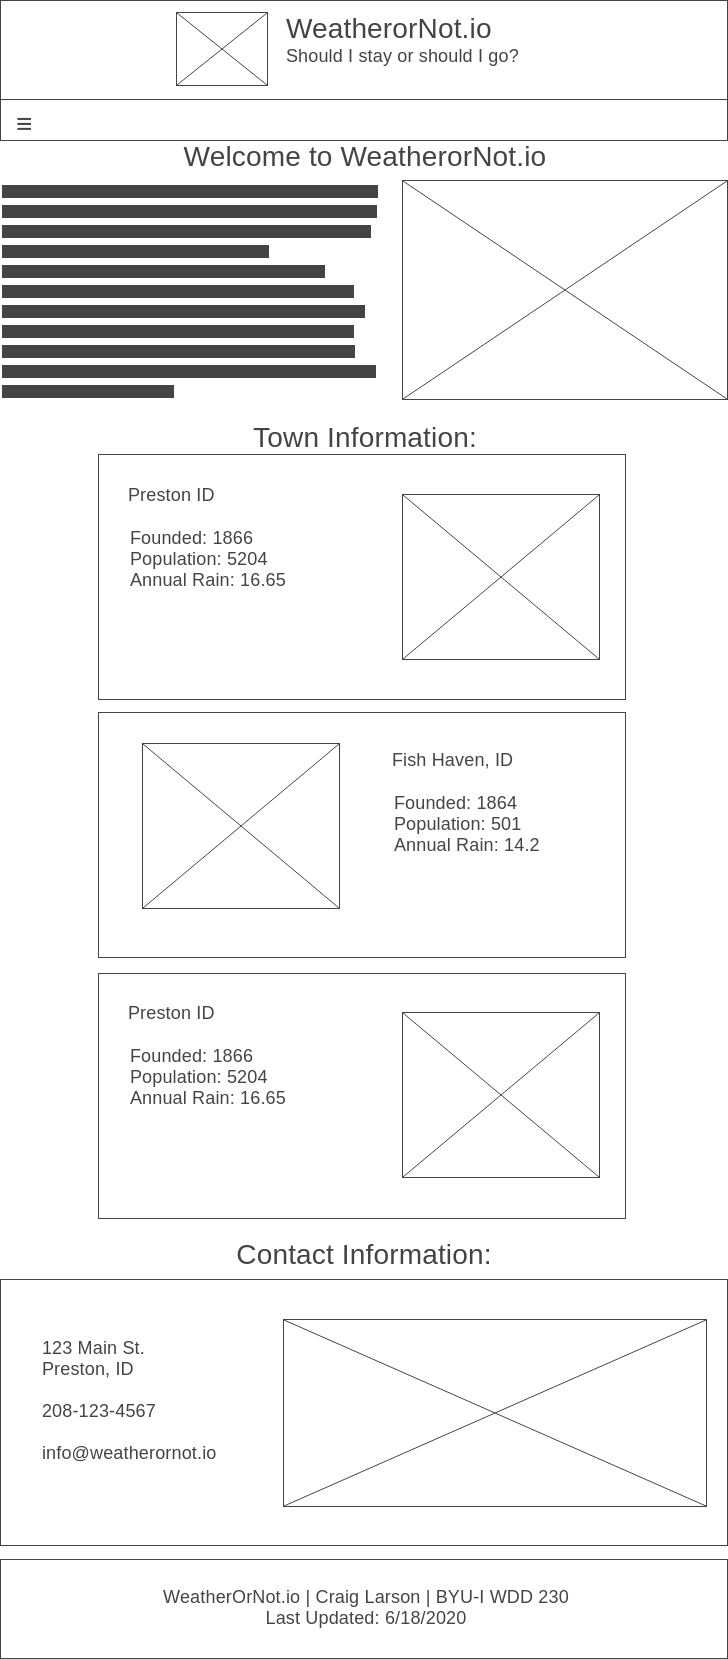 WeatherorNot.io
Should I stay or should I go?
≡
Welcome to WeatherorNot.io
Town Information:
Preston ID
Founded: 1866
Population: 5204
Annual Rain: 16.65
Fish Haven, ID
Founded: 1864
Population: 501
Annual Rain: 14.2
Preston ID
Founded: 1866
Population: 5204
Annual Rain: 16.65
Contact Information:
123 Main St.
Preston, ID
208-123-4567
info@weatherornot.io
WeatherOrNot.io | Craig Larson | BYU-I WDD 230
Last Updated: 6/18/2020